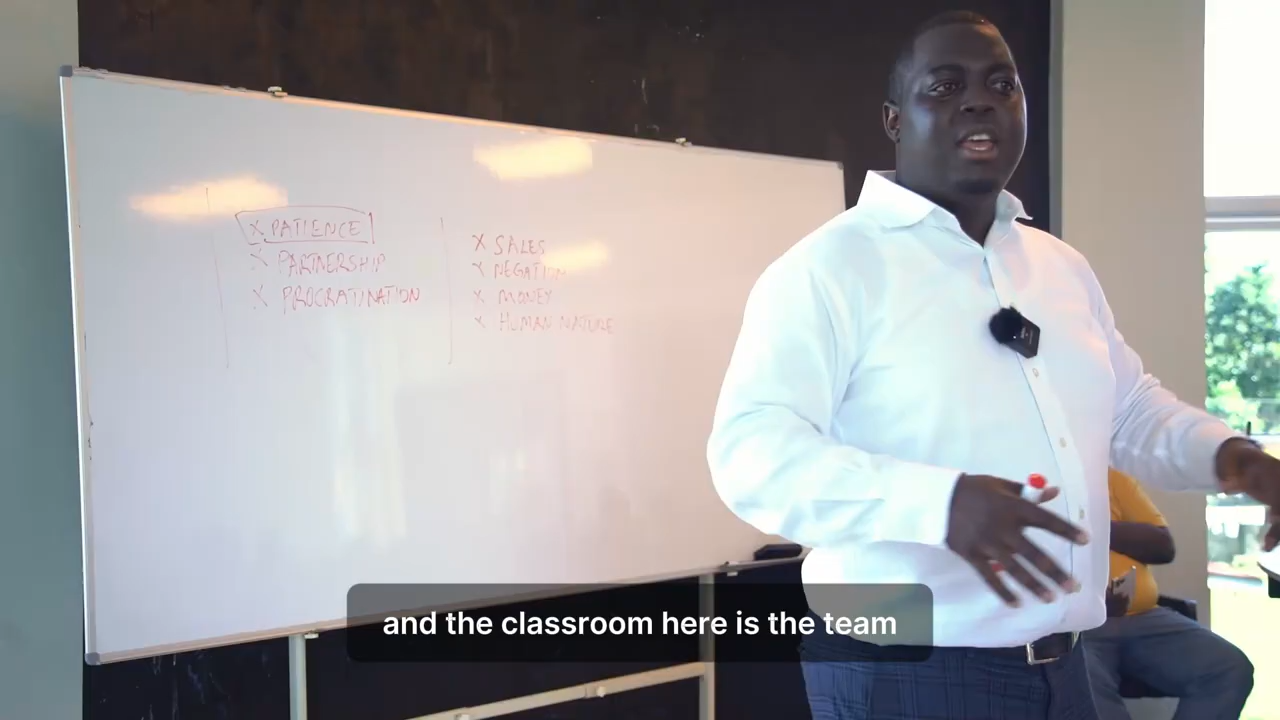 X PATIENCE
X PARTNERSHIP
X PROCRATINATION
X SALES
X NEGATION
X MONEY
X HUMAN NATURE
and the classroom here is the team